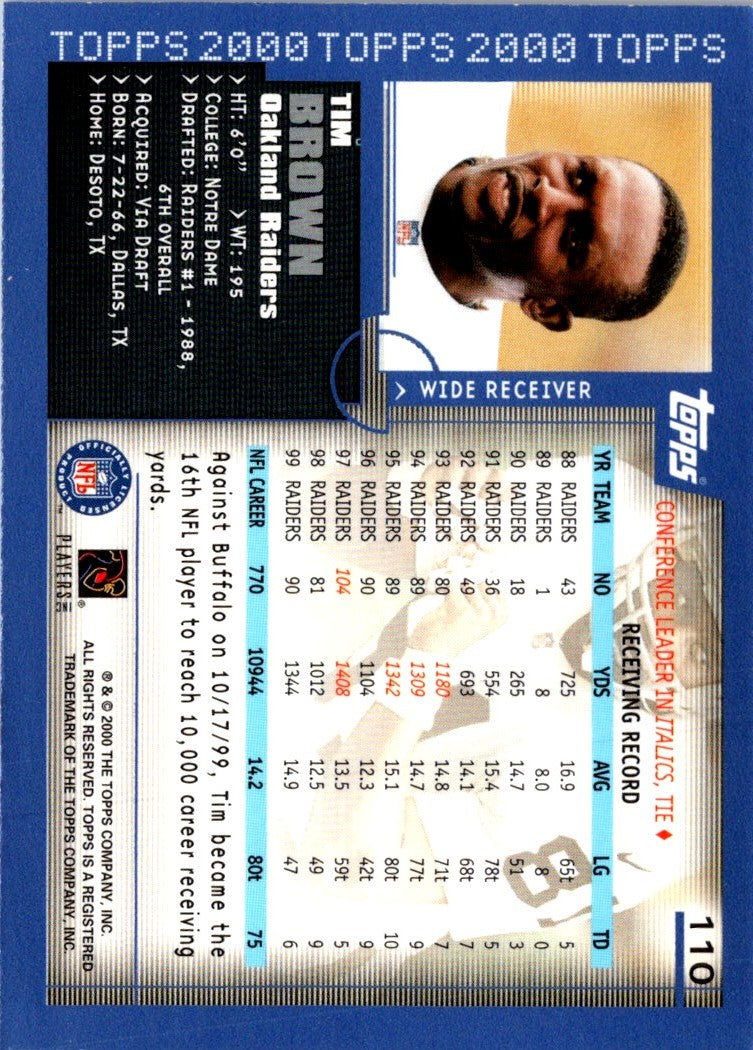 TOPPS 2000 TOPPS 2000 TOPPS
topps
110
> WIDE RECEIVER
NFL
TIM
BROWN
Oakland Raiders
> HT: 6'0" > WT: 195
> COLLEGE: NOTRE DAME
> DRAFTED: RAIDERS #1 - 1988,
6TH OVERALL
> ACQUIRED: VIA DRAFT
> BORN: 7-22-66, DALLAS, TX
> HOME: DESOTO, TX
CONFERENCE LEADER IN ITALICS, TIE ♦
RECEIVING RECORD
YR TEAM NO YDS AVG LG TD
88 RAIDERS 43 725 16.9 65t 5
89 RAIDERS 1 8 8.0 8 0
90 RAIDERS 18 265 14.7 51 3
91 RAIDERS 36 554 15.4 78t 5
92 RAIDERS 49 693 14.1 68t 7
93 RAIDERS 80 1180 14.8 71t 7
94 RAIDERS 89 1309 14.7 77t 9
95 RAIDERS 89 1342 15.1 80t 10
96 RAIDERS 90 1104 12.3 42t 9
97 RAIDERS 104 1408 13.5 59t 5
98 RAIDERS 81 1012 12.5 49 9
99 RAIDERS 90 1344 14.9 47 6
NFL CAREER 770 10944 14.2 80t 75
Against Buffalo on 10/17/99, Tim became the
16th NFL player to reach 10,000 career receiving
yards.
OFFICIALLY LICENSED PRODUCT
NFL
™
®
PLAYERS INC
® & © 2000 THE TOPPS COMPANY, INC.
ALL RIGHTS RESERVED. TOPPS IS A REGISTERED
TRADEMARK OF THE TOPPS COMPANY, INC.
8